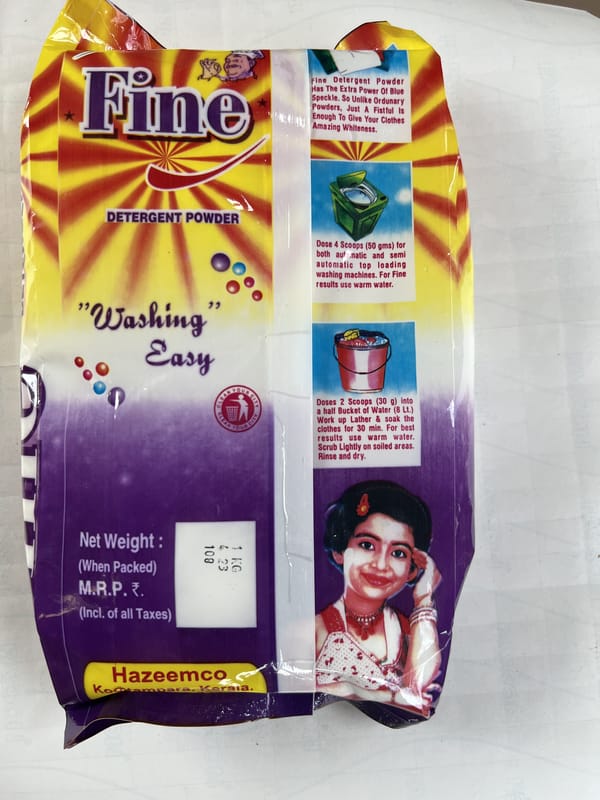 Fine
DETERGENT POWDER
"Washing"
Easy
Net Weight :
(When Packed)
M.R.P. ₹.
(Incl. of all Taxes)
1 KG
4 23
108
Hazeemco
Kerala.
Fine Detergent Powder
Has The Extra Power Of Blue
Speckle. So Unlike Ordunary
Powders, Just A Fistful Is
Enough To Give Your Clothes
Amazing Whiteness.
Dose 4 Scoops (50 gms) for
both automatic and semi
automatic top loading
washing machines. For Fine
results use warm water.
Doses 2 Scoops (30 g) into
a half Bucket of Water (8 Lt.)
Work up Lather & soak the
clothes for 30 min. For best
results use warm water.
Scrub Lightly on soiled areas.
Rinse and dry.